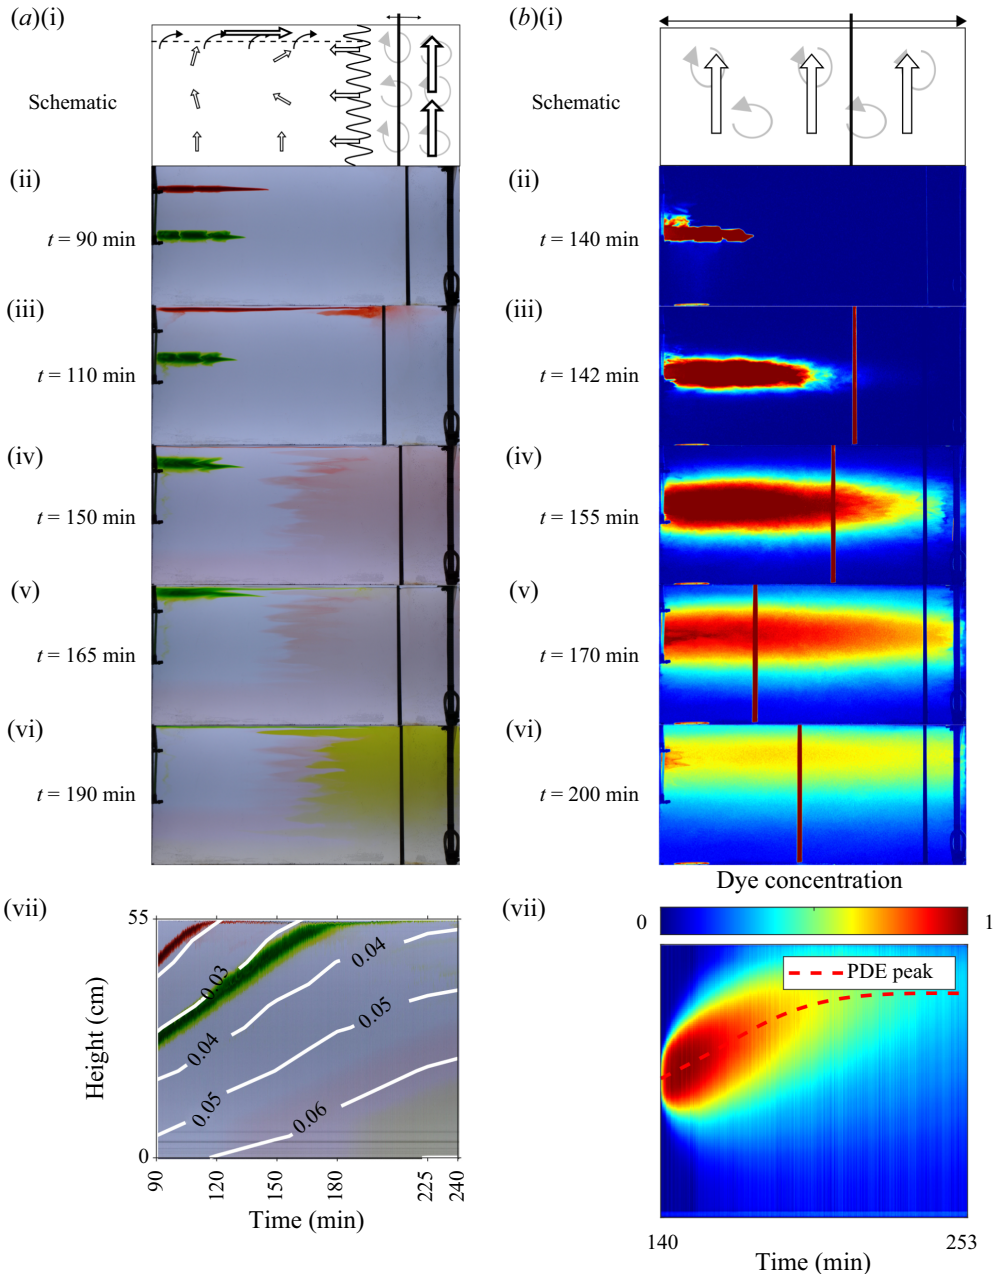 (a)(i)
Schematic
(ii)
t = 90 min
(iii)
t = 110 min
(iv)
t = 150 min
(v)
t = 165 min
(vi)
t = 190 min
(vii)
55
Height (cm)
0
0.03
0.04
0.04
0.05
0.05
0.06
90
120
150
180
225
240
Time (min)
(b)(i)
Schematic
(ii)
t = 140 min
(iii)
t = 142 min
(iv)
t = 155 min
(v)
t = 170 min
(vi)
t = 200 min
Dye concentration
(vii)
0
1
PDE peak
140
253
Time (min)